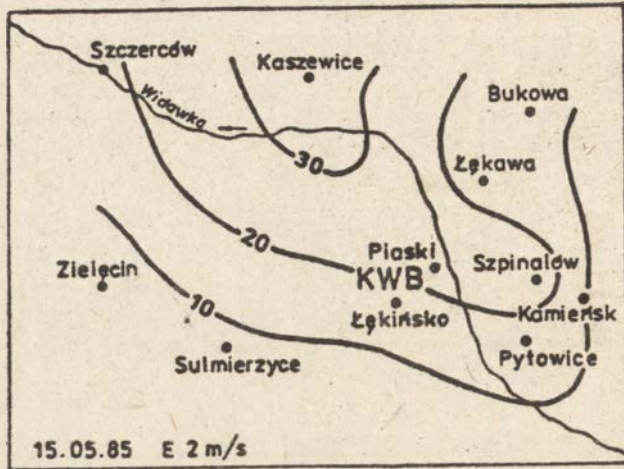 Szczerców
Kaszewice
Bukowa
Widawka
30
Łękawa
20
Piaski
Szpinalów
Zielęcin
KWB
10
Łękińsko
Kamieńsk
Sulmierzyce
Pytowice
15.05.85 E 2 m/s